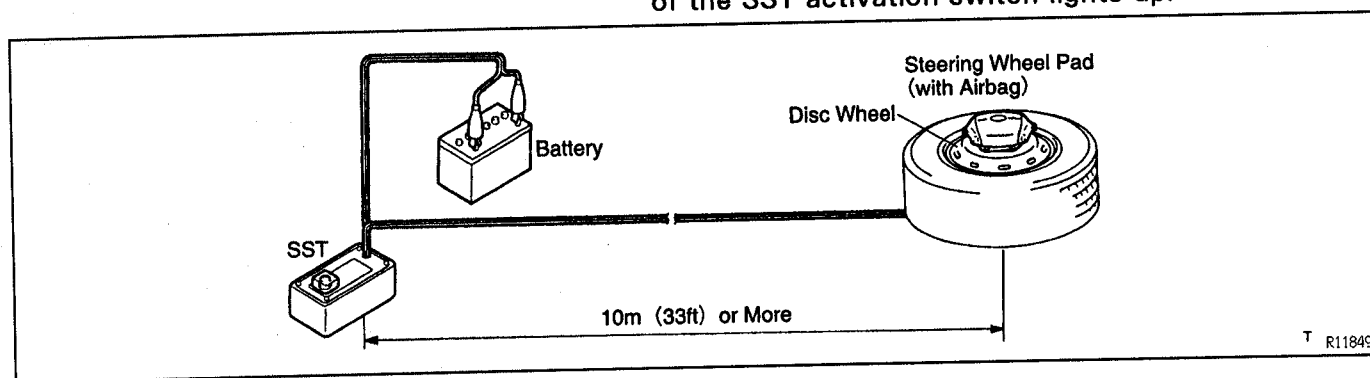 of the SST activation switch lights up.
Steering Wheel Pad
(with Airbag)
Disc Wheel
Battery
SST
10m (33ft) or More
T R11849